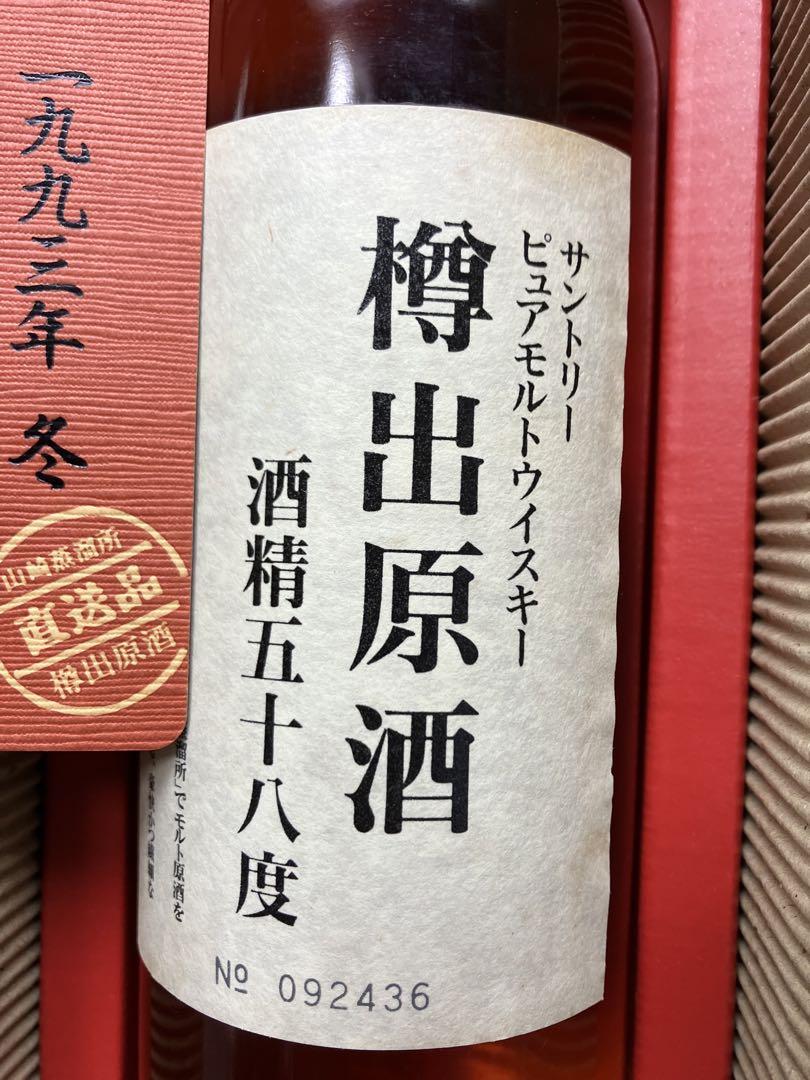 サントリー
ピュアモルトウイスキー
樽出原酒
酒精五十八度
溜所」でモルト原酒を
№ 092436
一九九三年 冬
山崎蒸溜所
直送品
樽出原酒